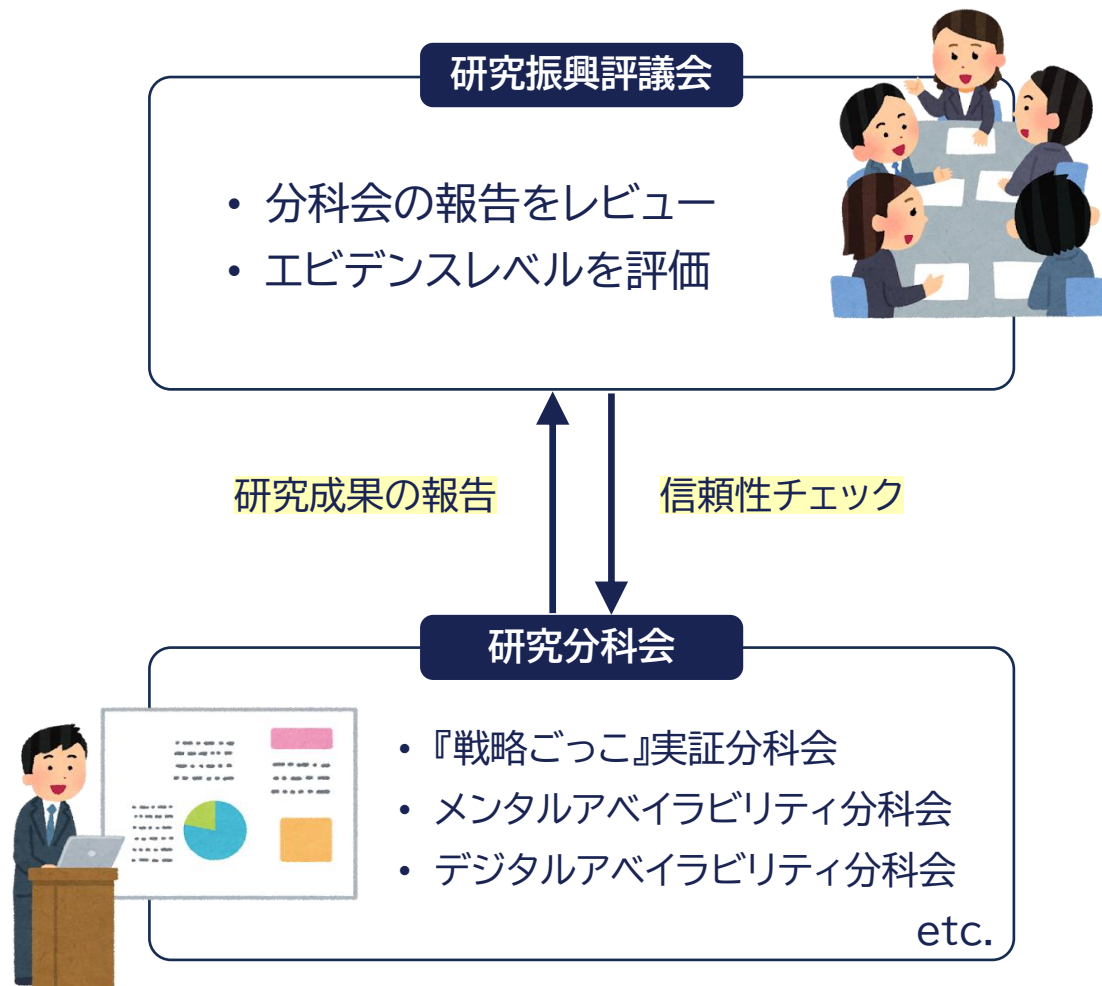 研究振興評議会
• 分科会の報告をレビュー
• エビデンスレベルを評価
研究成果の報告
信頼性チェック
研究分科会
• 『戦略ごっこ』実証分科会
• メンタルアベイラビリティ分科会
• デジタルアベイラビリティ分科会
etc.